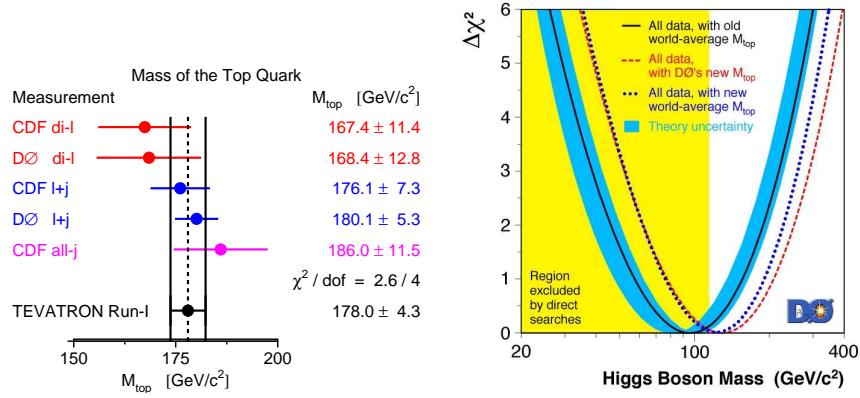 Mass of the Top Quark
Measurement M_top [GeV/c²]
CDF di-l 167.4 ± 11.4
DØ di-l 168.4 ± 12.8
CDF l+j 176.1 ± 7.3
DØ l+j 180.1 ± 5.3
CDF all-j 186.0 ± 11.5
χ² / dof = 2.6 / 4
TEVATRON Run-I 178.0 ± 4.3
150 175 200
M_top [GeV/c²]
Δχ²
6
5
4
3
2
1
0
All data, with old
world-average M_top
All data,
with DØ's new M_top
All data, with new
world-average M_top
Theory uncertainty
Region
excluded
by direct
searches
DØ
20 100 400
Higgs Boson Mass (GeV/c²)